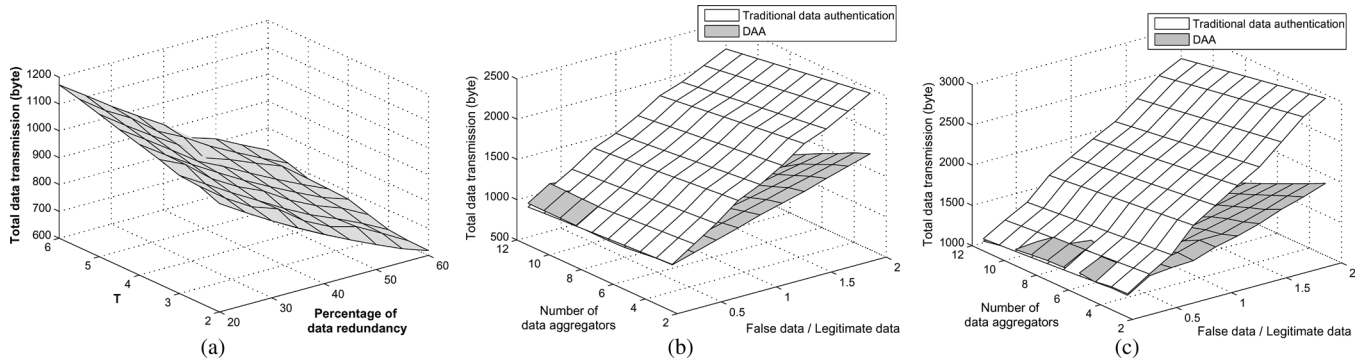 Total data transmission (byte)
1200
1100
1000
900
800
700
600
6
5
4
3
2
T
20
30
40
50
60
Percentage of
data redundancy
(a)
Traditional data authentication
DAA
Total data transmission (byte)
2500
2000
1500
1000
500
12
10
8
6
4
2
Number of
data aggregators
0.5
1
1.5
2
False data / Legitimate data
(b)
Traditional data authentication
DAA
Total data transmission (byte)
3000
2500
2000
1500
1000
12
10
8
6
4
2
Number of
data aggregators
0.5
1
1.5
2
False data / Legitimate data
(c)